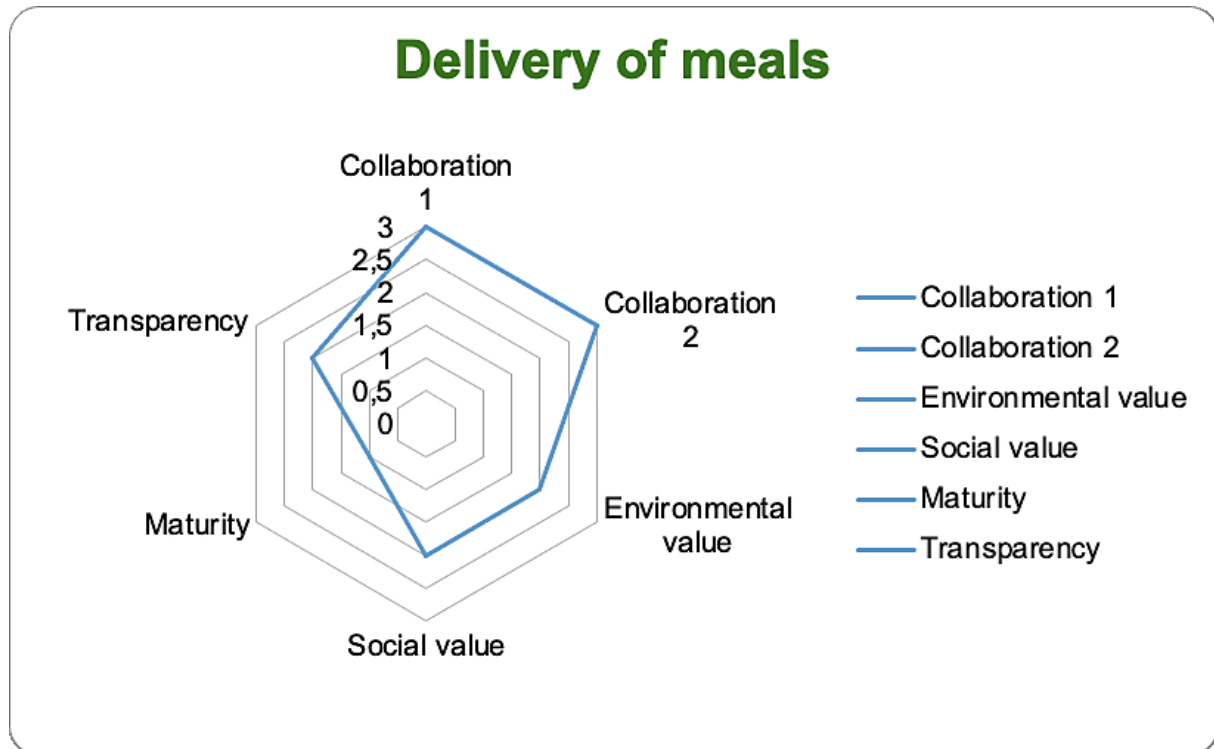 Delivery of meals
Collaboration
1
3
2,5
2
1,5
1
0,5
0
Collaboration
2
Environmental
value
Social value
Maturity
Transparency
Collaboration 1
Collaboration 2
Environmental value
Social value
Maturity
Transparency